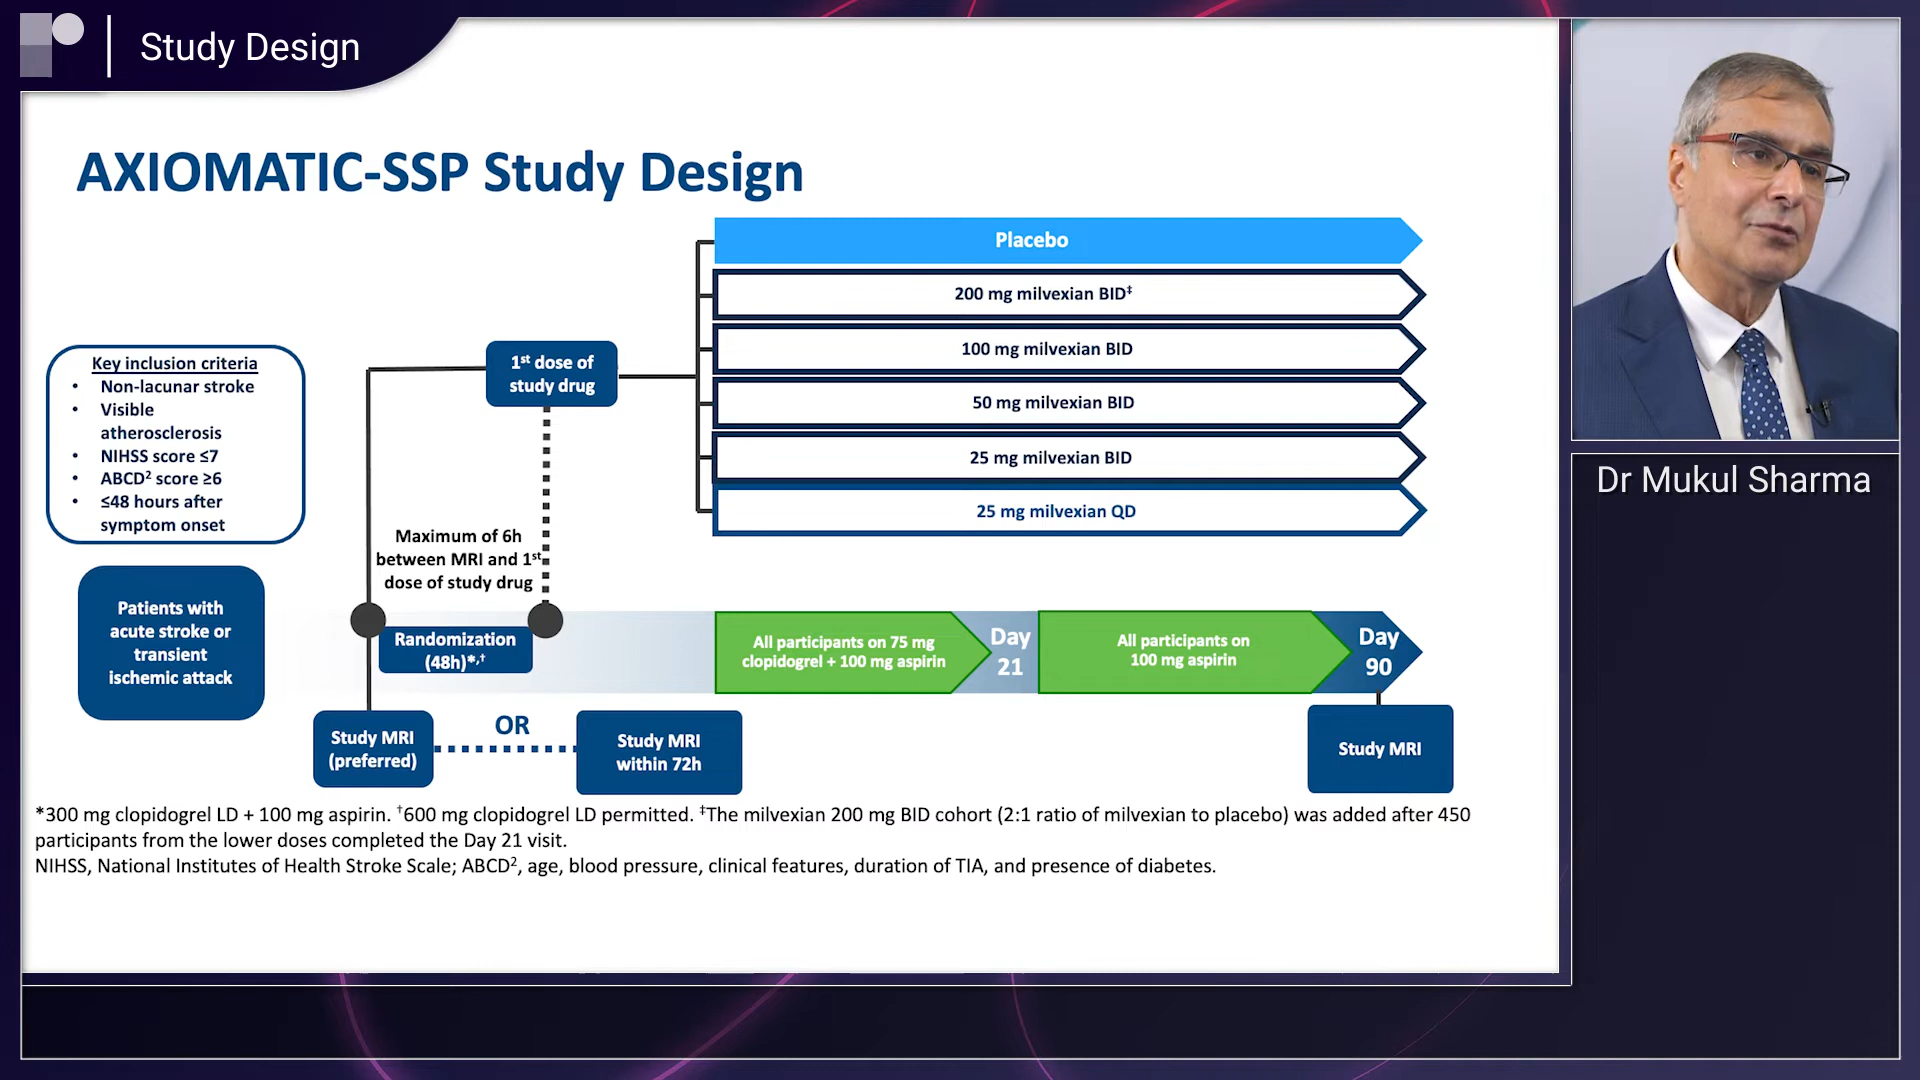 Study Design
AXIOMATIC-SSP Study Design
Placebo
200 mg milvexian BID‡
100 mg milvexian BID
50 mg milvexian BID
25 mg milvexian BID
25 mg milvexian QD
1st dose of
study drug
Key inclusion criteria
• Non-lacunar stroke
• Visible
atherosclerosis
• NIHSS score ≤7
• ABCD² score ≥6
• ≤48 hours after
symptom onset
Maximum of 6h
between MRI and 1st
dose of study drug
Patients with
acute stroke or
transient
ischemic attack
Randomization
(48h)*,†
All participants on 75 mg
clopidogrel + 100 mg aspirin
Day
21
All participants on
100 mg aspirin
Day
90
Study MRI
(preferred)
OR
Study MRI
within 72h
Study MRI
*300 mg clopidogrel LD + 100 mg aspirin. †600 mg clopidogrel LD permitted. ‡The milvexian 200 mg BID cohort (2:1 ratio of milvexian to placebo) was added after 450
participants from the lower doses completed the Day 21 visit.
NIHSS, National Institutes of Health Stroke Scale; ABCD², age, blood pressure, clinical features, duration of TIA, and presence of diabetes.
Dr Mukul Sharma